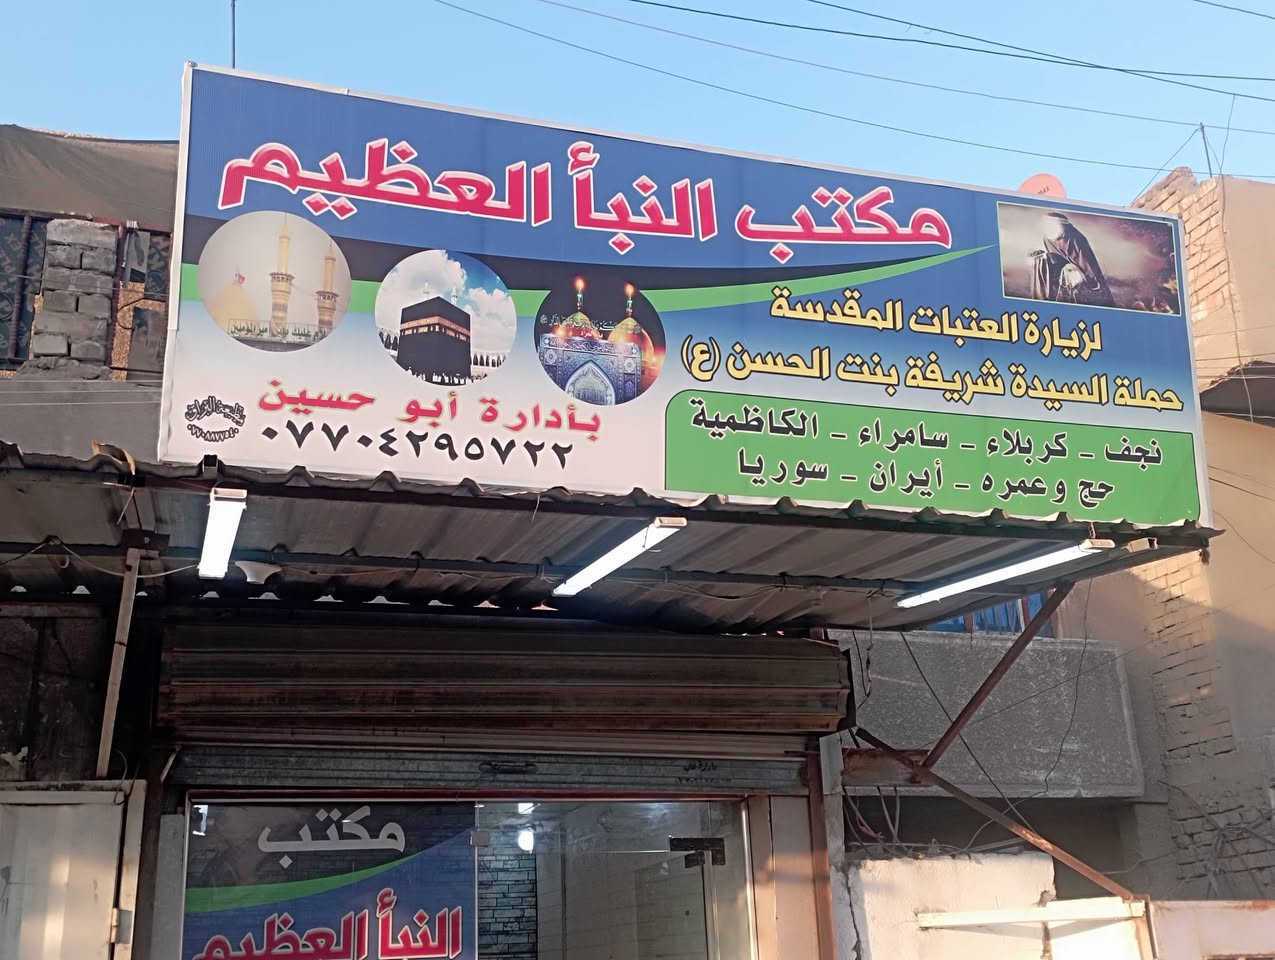 مكتب النبأ العظيم
لزيارة العتبات المقدسة
حملة السيدة شريفة بنت الحسن (ع)
نجف - كربلاء - سامراء - الكاظمية
حج وعمره - أيران - سوريا
بأدارة أبو حسين
٠٧٧٠٤٢٩٥٧٢٢
مكتب
النبأ العظيم